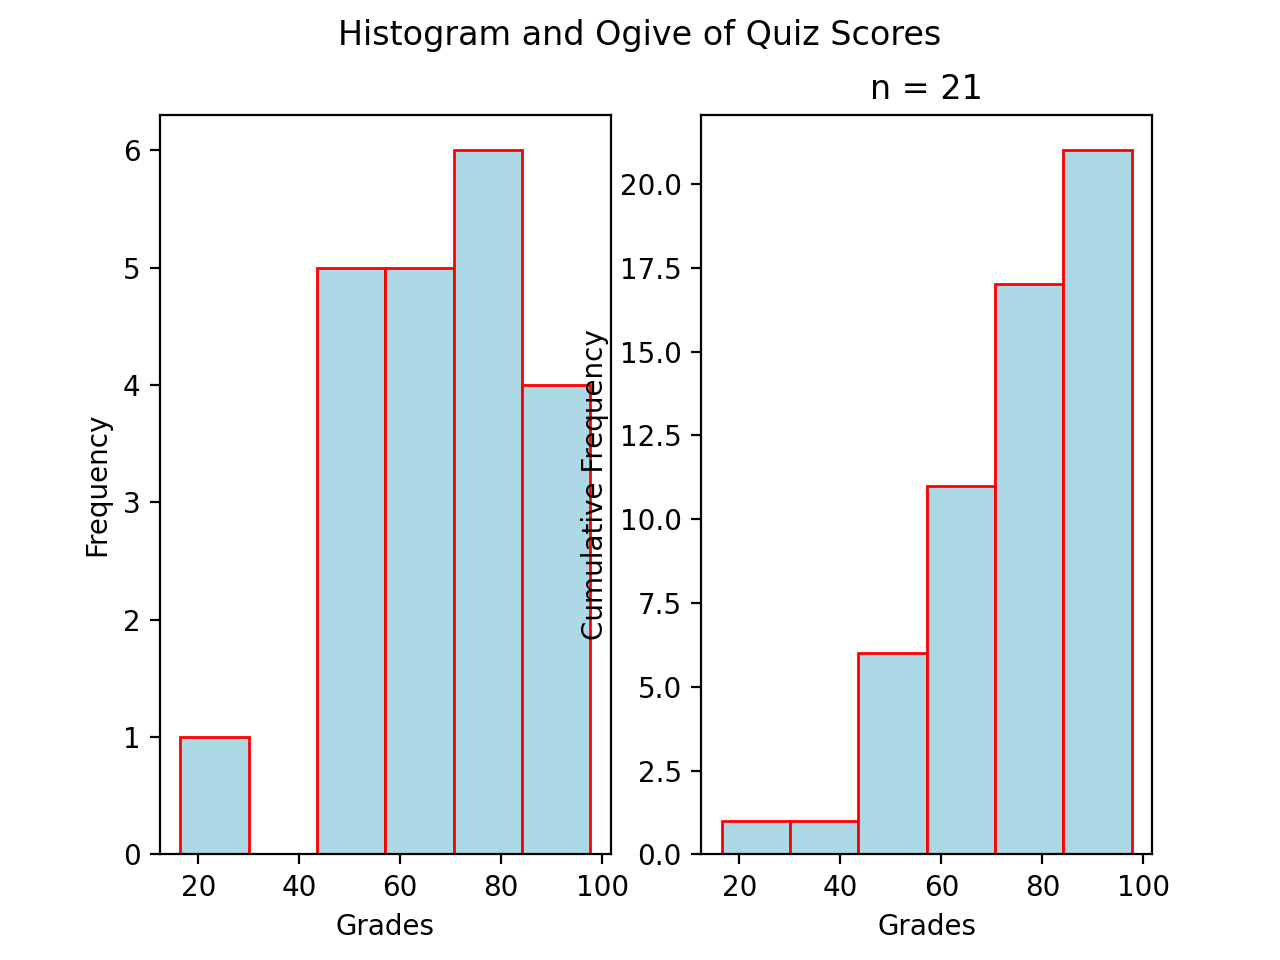 Histogram and Ogive of Quiz Scores
n = 21
Frequency
6
5
4
3
2
1
0
20 40 60 80 100
Grades
Cumulative Frequency
20.0
17.5
15.0
12.5
10.0
7.5
5.0
2.5
0.0
20 40 60 80 100
Grades